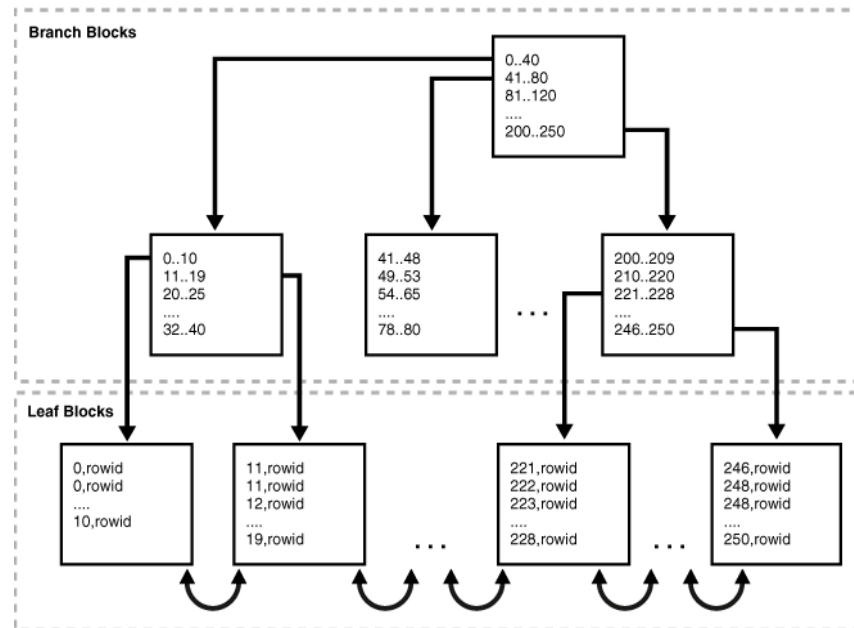 Branch Blocks
0..40
41..80
81..120
....
200..250
0..10
11..19
20..25
....
32..40
41..48
49..53
54..65
....
78..80
...
200..209
210..220
221..228
....
246..250
Leaf Blocks
0,rowid
0,rowid
....
10,rowid
11,rowid
11,rowid
12,rowid
....
19,rowid
...
221,rowid
222,rowid
223,rowid
....
228,rowid
...
246,rowid
248,rowid
248,rowid
....
250,rowid